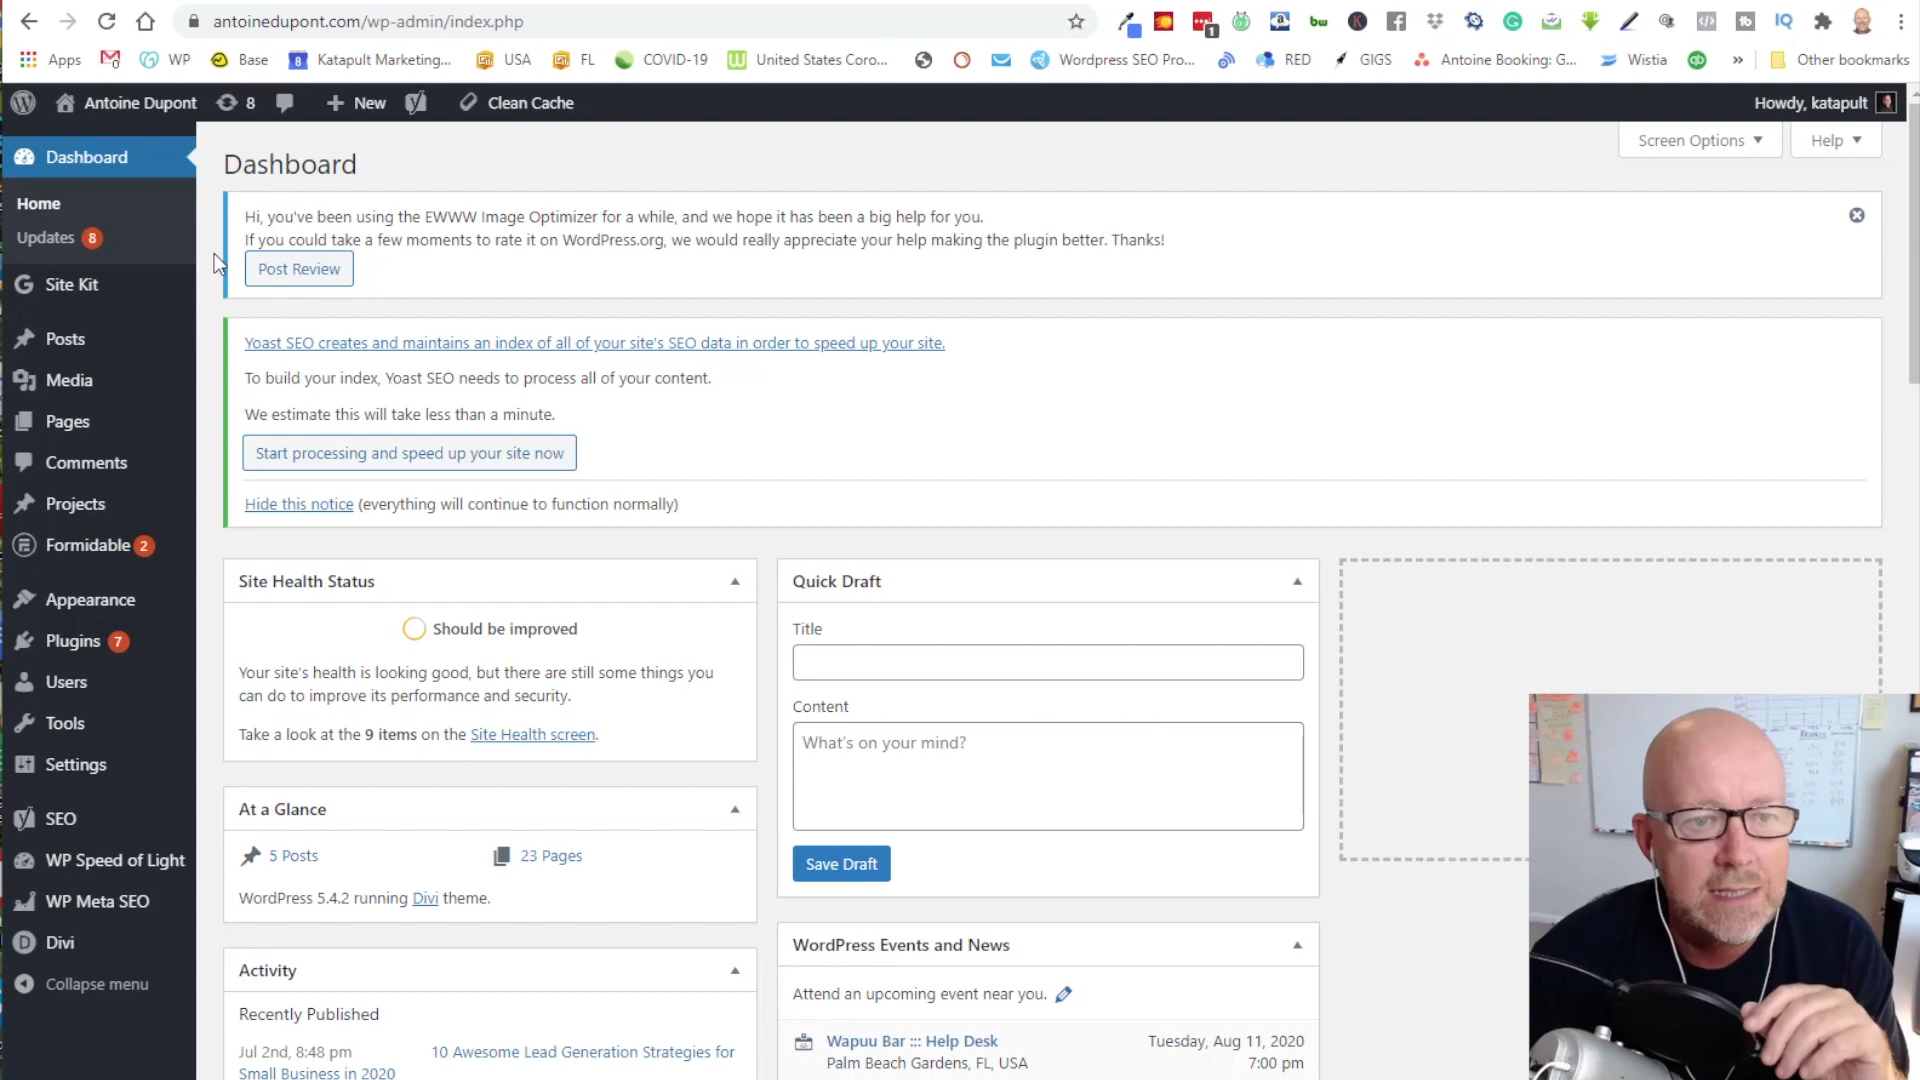 antoinedupont.com/wp-admin/index.php
1
Apps
WP
Base
8
Katapult Marketing...
USA
FL
COVID-19
United States Coro...
Wordpress SEO Pro...
RED
GIGS
Antoine Booking: G...
Wistia
»
Other bookmarks
Antoine Dupont
8
New
Clean Cache
Howdy, katapult
Dashboard
Home
Updates 8
Site Kit
Posts
Media
Pages
Comments
Projects
Formidable 2
Appearance
Plugins 7
Users
Tools
Settings
SEO
WP Speed of Light
WP Meta SEO
Divi
Collapse menu
Screen Options
Help
Dashboard
Hi, you've been using the EWWW Image Optimizer for a while, and we hope it has been a big help for you.
If you could take a few moments to rate it on WordPress.org, we would really appreciate your help making the plugin better. Thanks!
Post Review
Yoast SEO creates and maintains an index of all of your site's SEO data in order to speed up your site.
To build your index, Yoast SEO needs to process all of your content.
We estimate this will take less than a minute.
Start processing and speed up your site now
Hide this notice (everything will continue to function normally)
Site Health Status
Should be improved
Your site's health is looking good, but there are still some things you
can do to improve its performance and security.
Take a look at the 9 items on the Site Health screen.
At a Glance
5 Posts
23 Pages
WordPress 5.4.2 running Divi theme.
Activity
Recently Published
Jul 2nd, 8:48 pm
10 Awesome Lead Generation Strategies for
Small Business in 2020
Quick Draft
Title
Content
What's on your mind?
Save Draft
WordPress Events and News
Attend an upcoming event near you.
Wapuu Bar ::: Help Desk
Tuesday, Aug 11, 2020
Palm Beach Gardens, FL, USA
7:00 pm